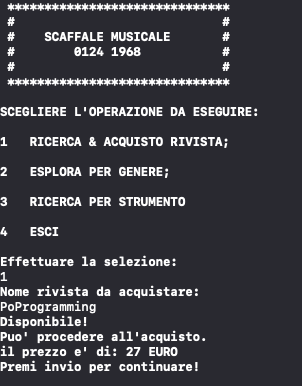 ******************************
# #
# SCAFFALE MUSICALE #
# 0124 1968 #
# #
******************************
SCEGLIERE L'OPERAZIONE DA ESEGUIRE:
1 RICERCA & ACQUISTO RIVISTA;
2 ESPLORA PER GENERE;
3 RICERCA PER STRUMENTO
4 ESCI
Effettuare la selezione:
1
Nome rivista da acquistare:
PoProgramming
Disponibile!
Puo' procedere all'acquisto.
il prezzo e' di: 27 EURO
Premi invio per continuare!